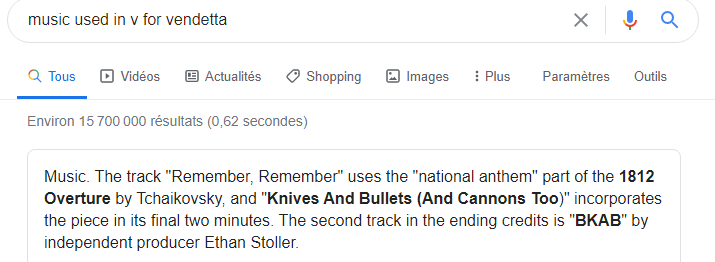 music used in v for vendetta
Tous Vidéos Actualités Shopping Images Plus Paramètres Outils
Environ 15 700 000 résultats (0,62 secondes)
Music. The track "Remember, Remember" uses the "national anthem" part of the 1812
Overture by Tchaikovsky, and "Knives And Bullets (And Cannons Too)" incorporates
the piece in its final two minutes. The second track in the ending credits is "BKAB" by
independent producer Ethan Stoller.